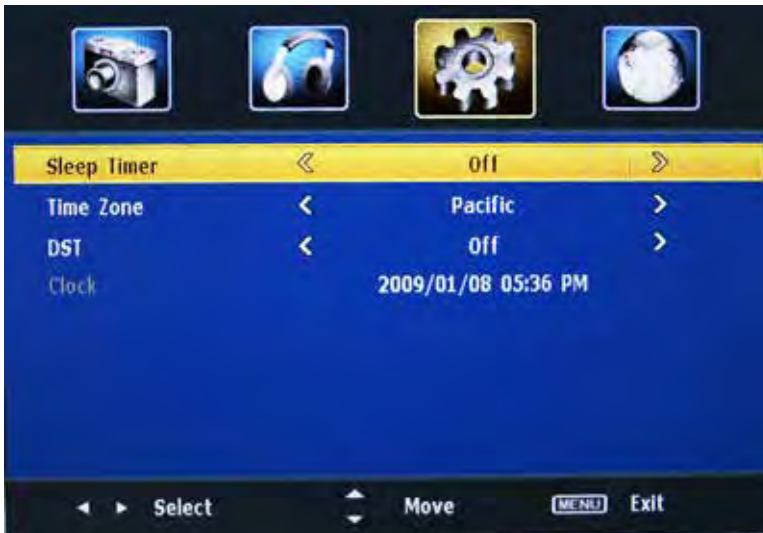 Sleep Timer Off
Time Zone Pacific
DST Off
Clock 2009/01/08 05:36 PM
Select Move MENU Exit